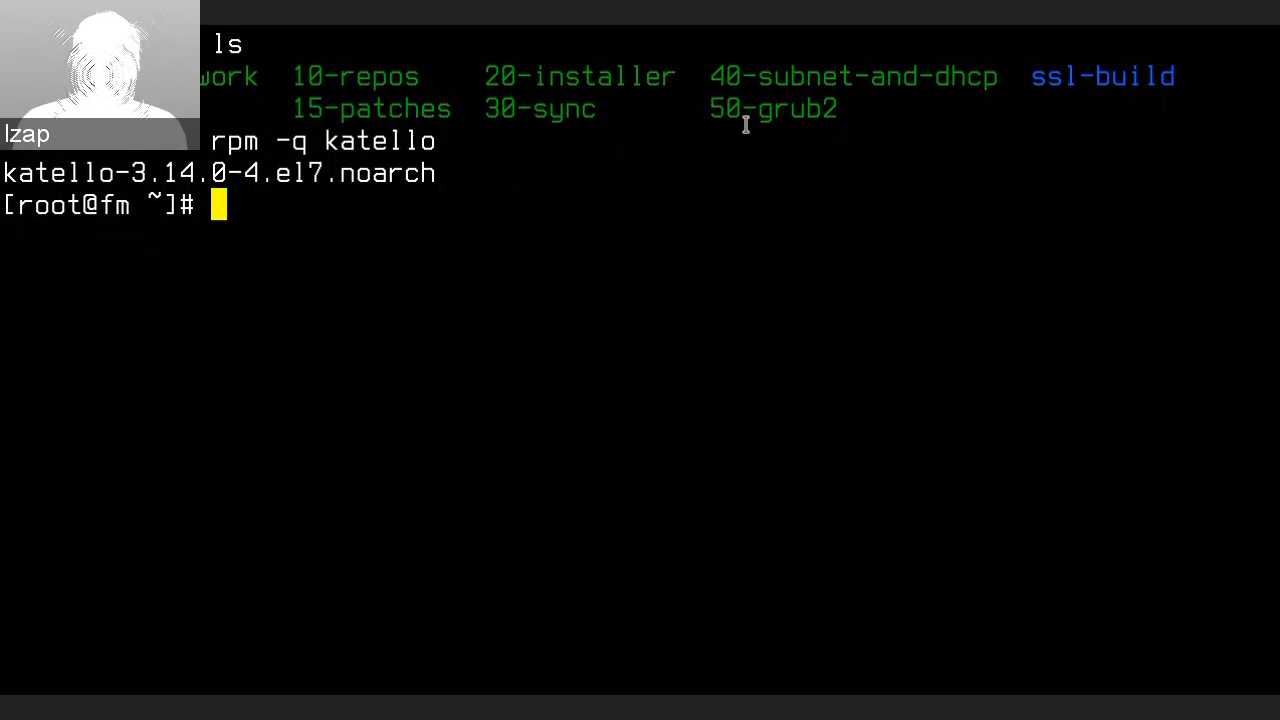 ls
work 10-repos 20-installer 40-subnet-and-dhcp ssl-build
15-patches 30-sync 50-grub2
lzap
rpm -q katello
katello-3.14.0-4.el7.noarch
[root@fm ~]#